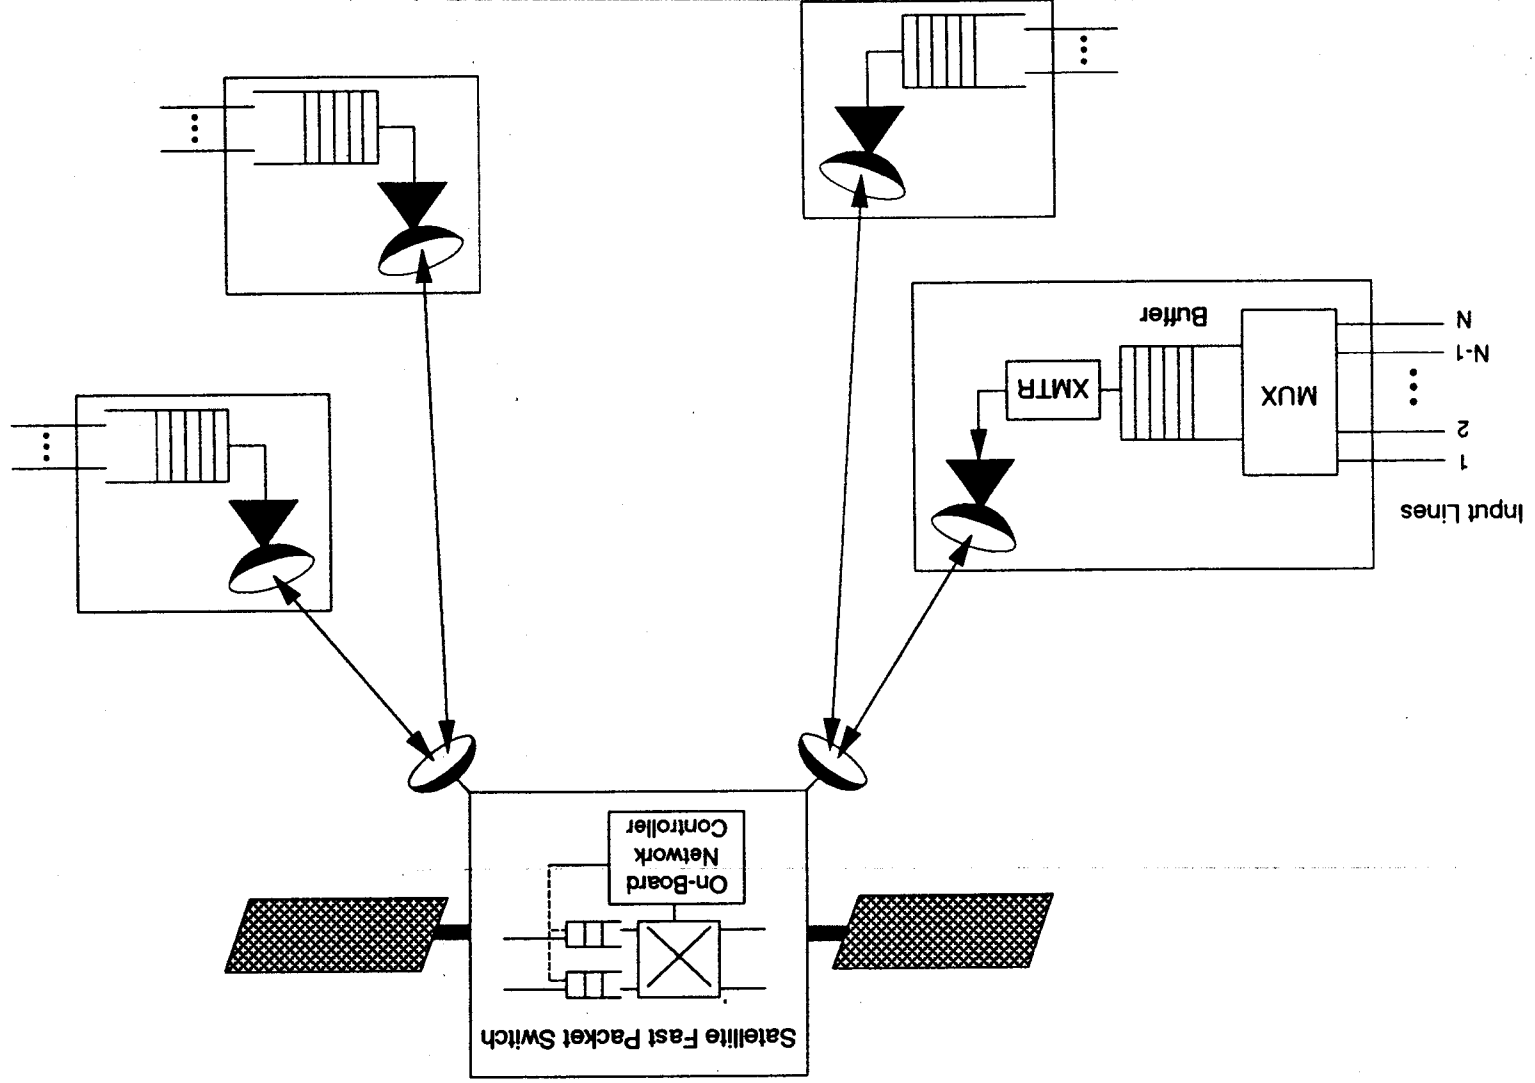 Satellite Fast Packet Switch
On-Board
Network
Controller
Input Lines
1
2
N-1
N
MUX
Buffer
XMTR